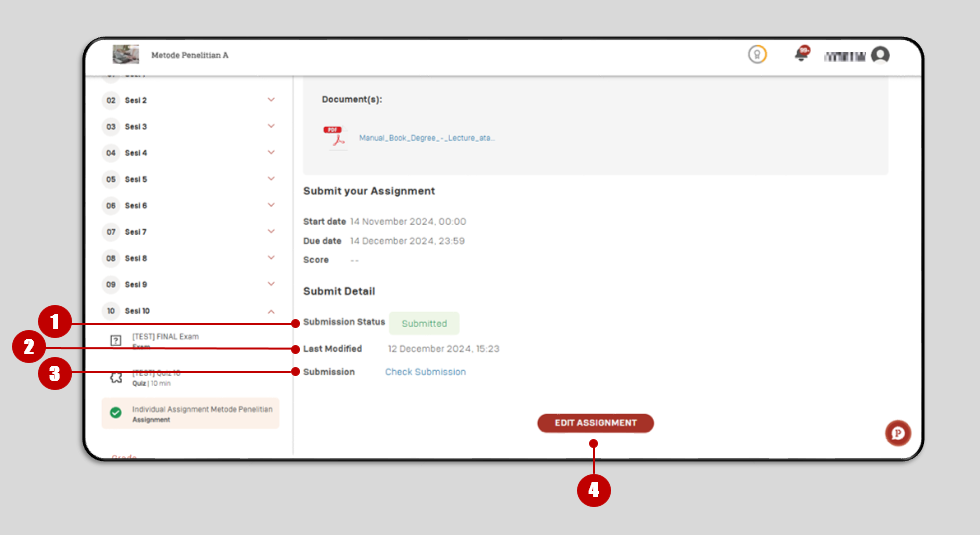 Metode Penelitian A
99+
02 Sesi 2
03 Sesi 3
04 Sesi 4
05 Sesi 5
06 Sesi 6
07 Sesi 7
08 Sesi 8
09 Sesi 9
10 Sesi 10
[TEST] FINAL Exam
Exam
[TEST] Quiz 10
Quiz | 10 min
Individual Assignment Metode Penelitian
Assignment
Grade
Document(s):
PDF
Manual_Book_Degree_-_Lecture_ata...
Submit your Assignment
Start date 14 November 2024, 00:00
Due date 14 December 2024, 23:59
Score --
Submit Detail
1 Submission Status Submitted
2 Last Modified 12 December 2024, 15:23
3 Submission Check Submission
EDIT ASSIGNMENT
P
4